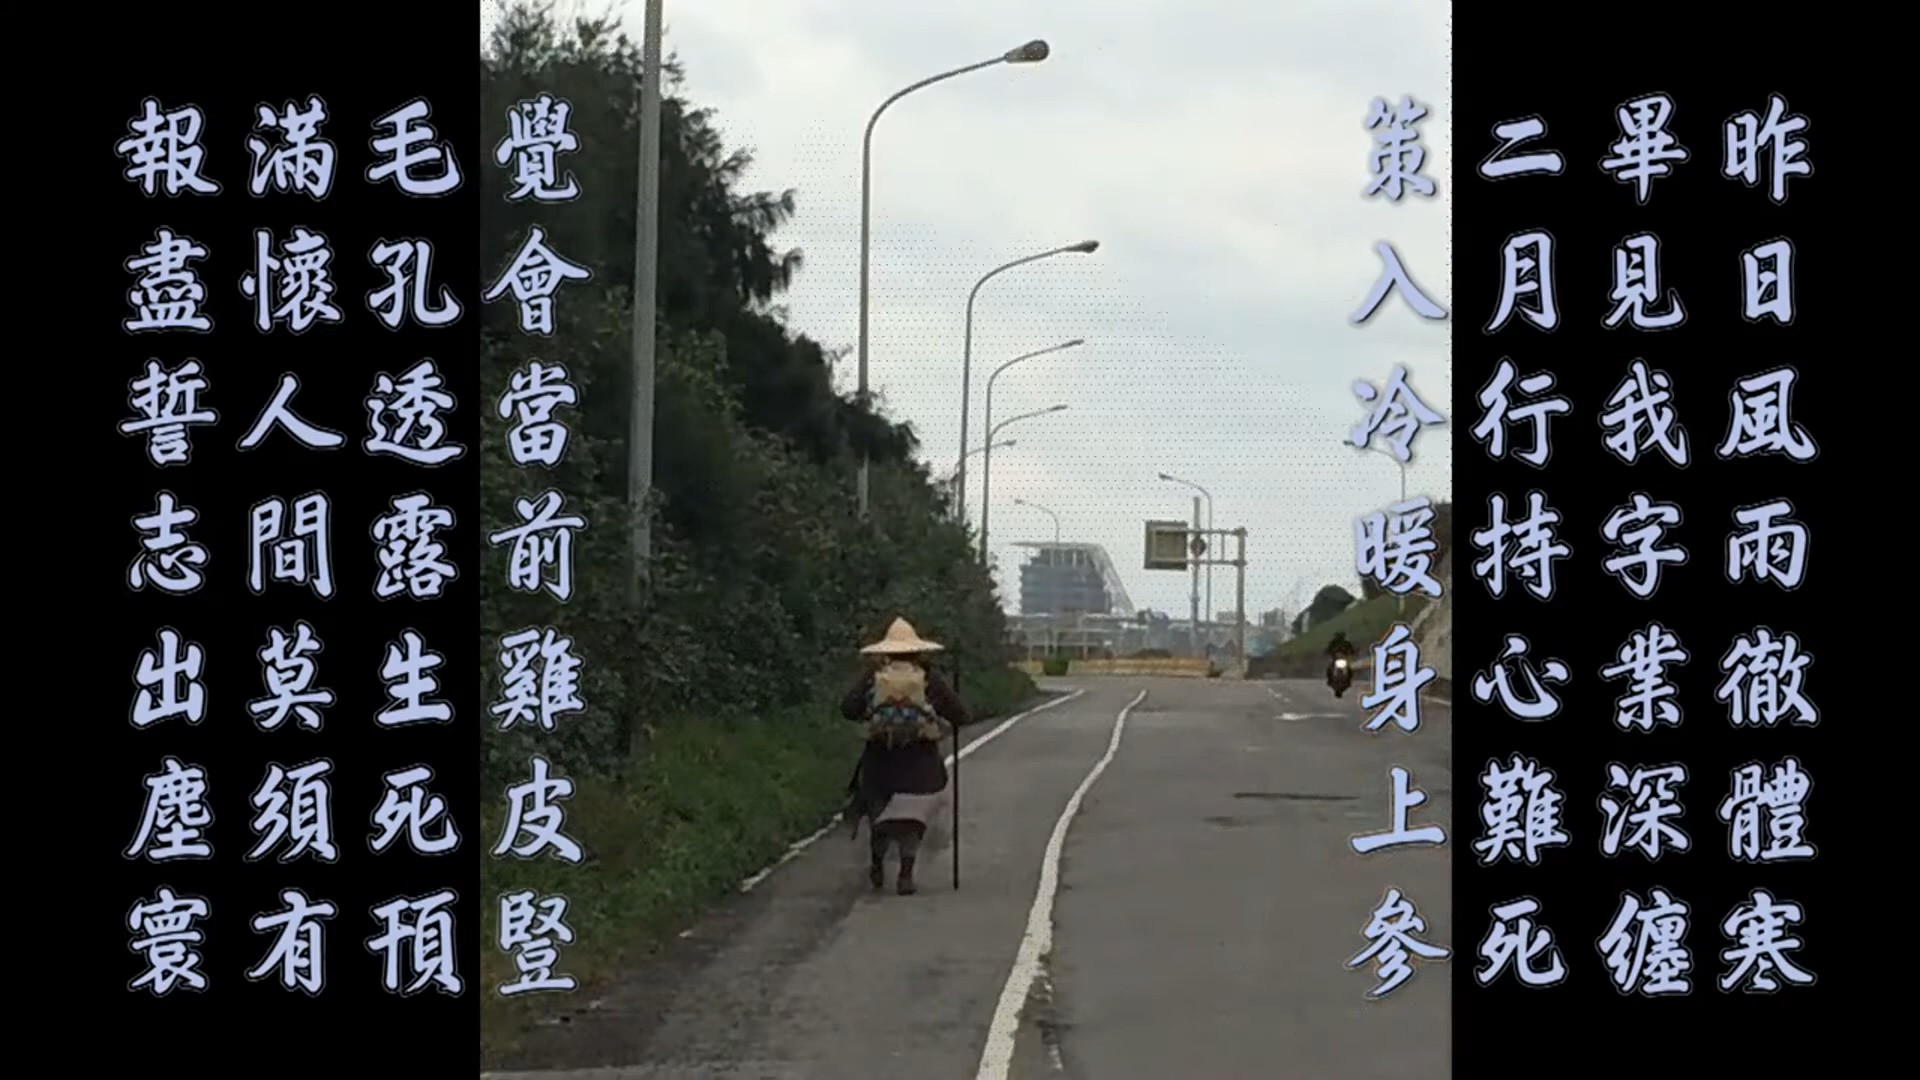 昨日風雨徹體寒
畢見我字業深纏
二月行持心難死
策入冷暖身上參
覺會當前雞皮豎
毛孔透露生死預
滿懷人間莫須有
報盡誓志出塵寰